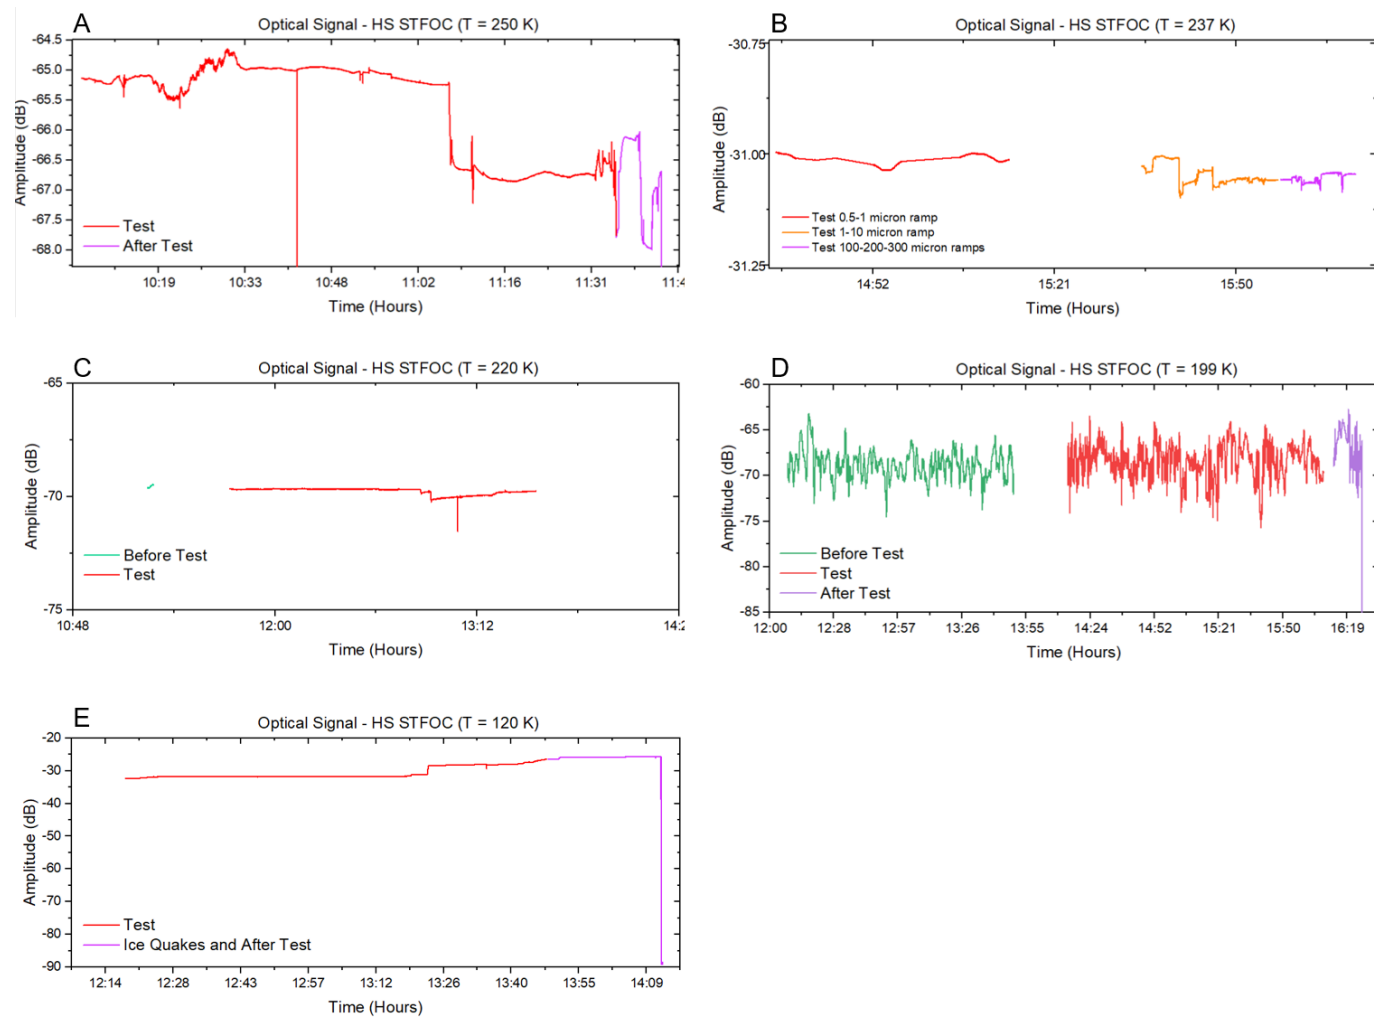 A
Optical Signal - HS STFOC (T = 250 K)
-64.5
-65.0
-65.5
-66.0
-66.5
-67.0
-67.5
-68.0
Amplitude (dB)
Test
After Test
10:19 10:33 10:48 11:02 11:16 11:31 11:4
Time (Hours)
B
Optical Signal - HS STFOC (T = 237 K)
-30.75
-31.00
-31.25
Amplitude (dB)
Test 0.5-1 micron ramp
Test 1-10 micron ramp
Test 100-200-300 micron ramps
14:52 15:21 15:50
Time (Hours)
C
Optical Signal - HS STFOC (T = 220 K)
-65
-70
-75
Amplitude (dB)
Before Test
Test
10:48 12:00 13:12 14:2
Time (Hours)
D
Optical Signal - HS STFOC (T = 199 K)
-60
-65
-70
-75
-80
-85
Amplitude (dB)
Before Test
Test
After Test
12:00 12:28 12:57 13:26 13:55 14:24 14:52 15:21 15:50 16:19
Time (Hours)
E
Optical Signal - HS STFOC (T = 120 K)
-20
-30
-40
-50
-60
-70
-80
-90
Amplitude (dB)
Test
Ice Quakes and After Test
12:14 12:28 12:43 12:57 13:12 13:26 13:40 13:55 14:09
Time (Hours)